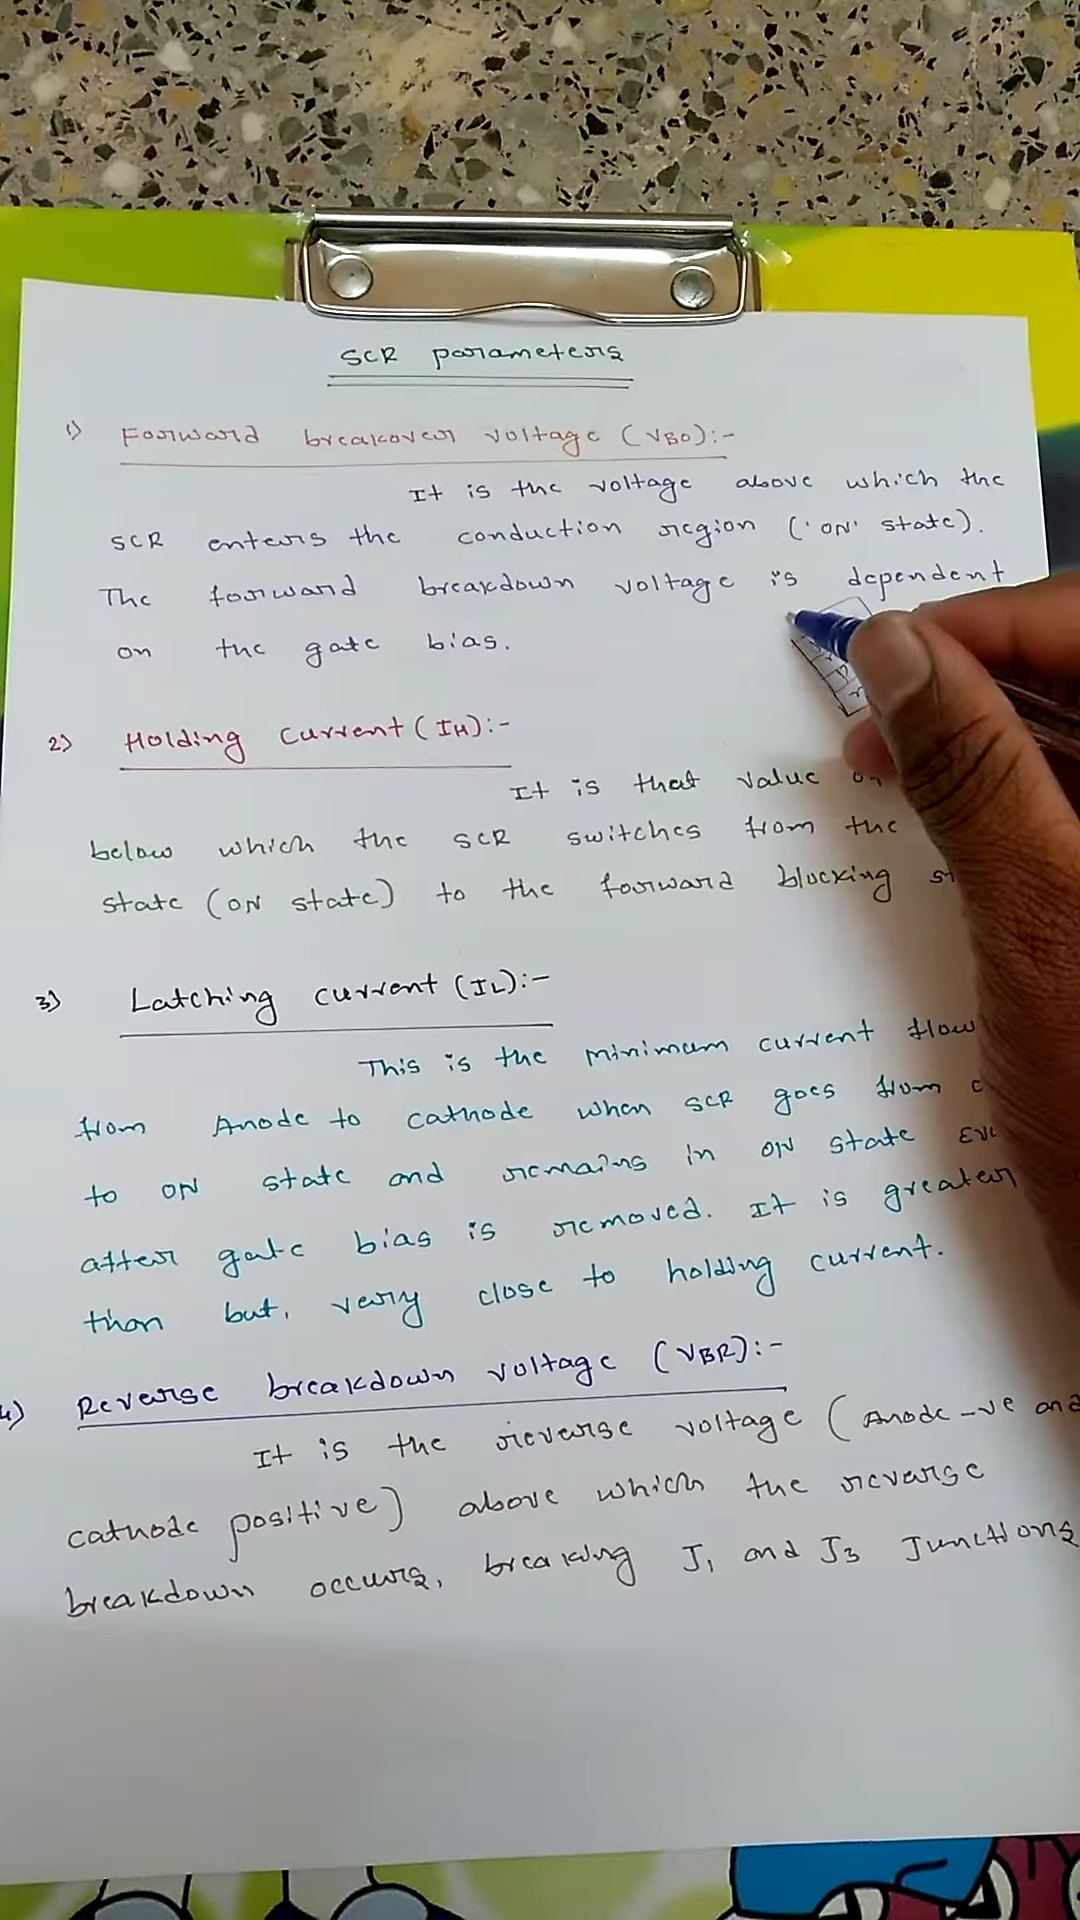 SCR parameters
1) Forward breakover voltage (VBO):-
It is the voltage above which the
SCR enters the conduction region ('ON' state).
The forward breakdown voltage is dependent
on the gate bias.
2) Holding current (IH):-
It is that value
below which the SCR switches from the
state (ON state) to the forward blocking
3) Latching current (IL):-
This is the minimum current flow
from Anode to cathode when SCR goes from
to ON state and remains in ON state
after gate bias is removed. It is greater
than but, very close to holding current.
4) Reverse breakdown voltage (VBR):-
It is the reverse voltage (Anode -ve and
cathode positive) above which the reverse
breakdown occurs, breaking J1 and J3 Junctions